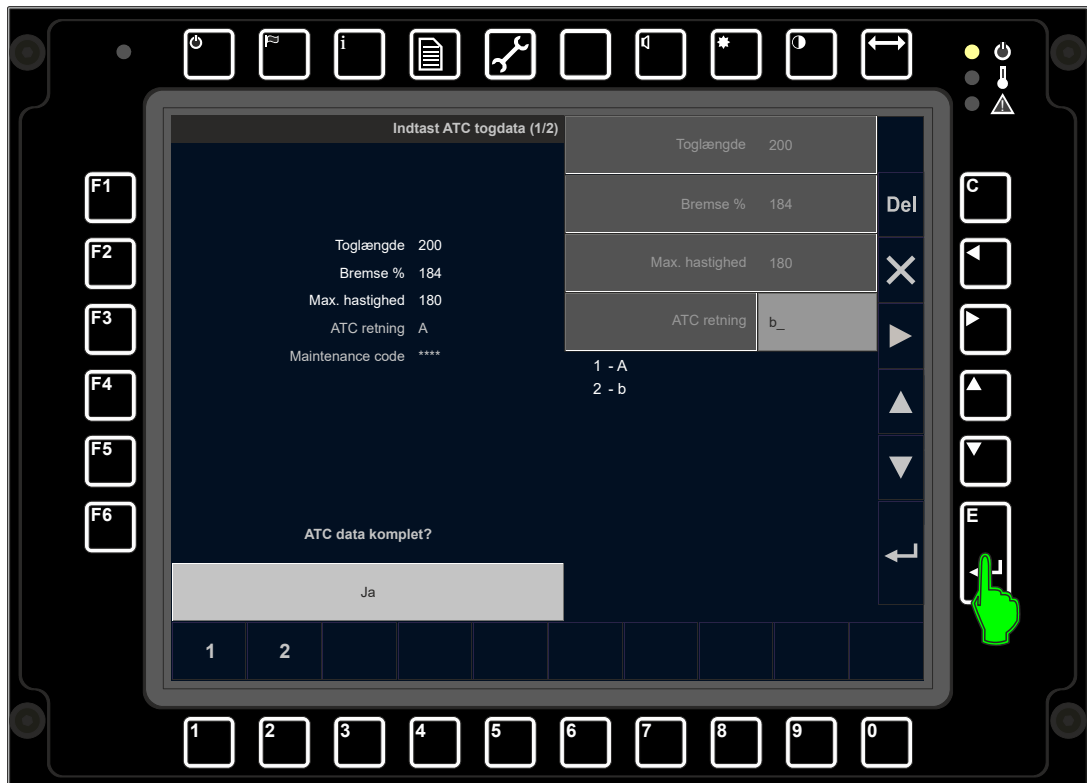 i
Indtast ATC togdata (1/2)
Toglængde 200
Bremse % 184
Max. hastighed 180
ATC retning b_
1 - A
2 - b
Toglængde 200
Bremse % 184
Max. hastighed 180
ATC retning A
Maintenance code ****
ATC data komplet?
Ja
1 2
Del
F1
F2
F3
F4
F5
F6
C
E
1 2 3 4 5 6 7 8 9 0